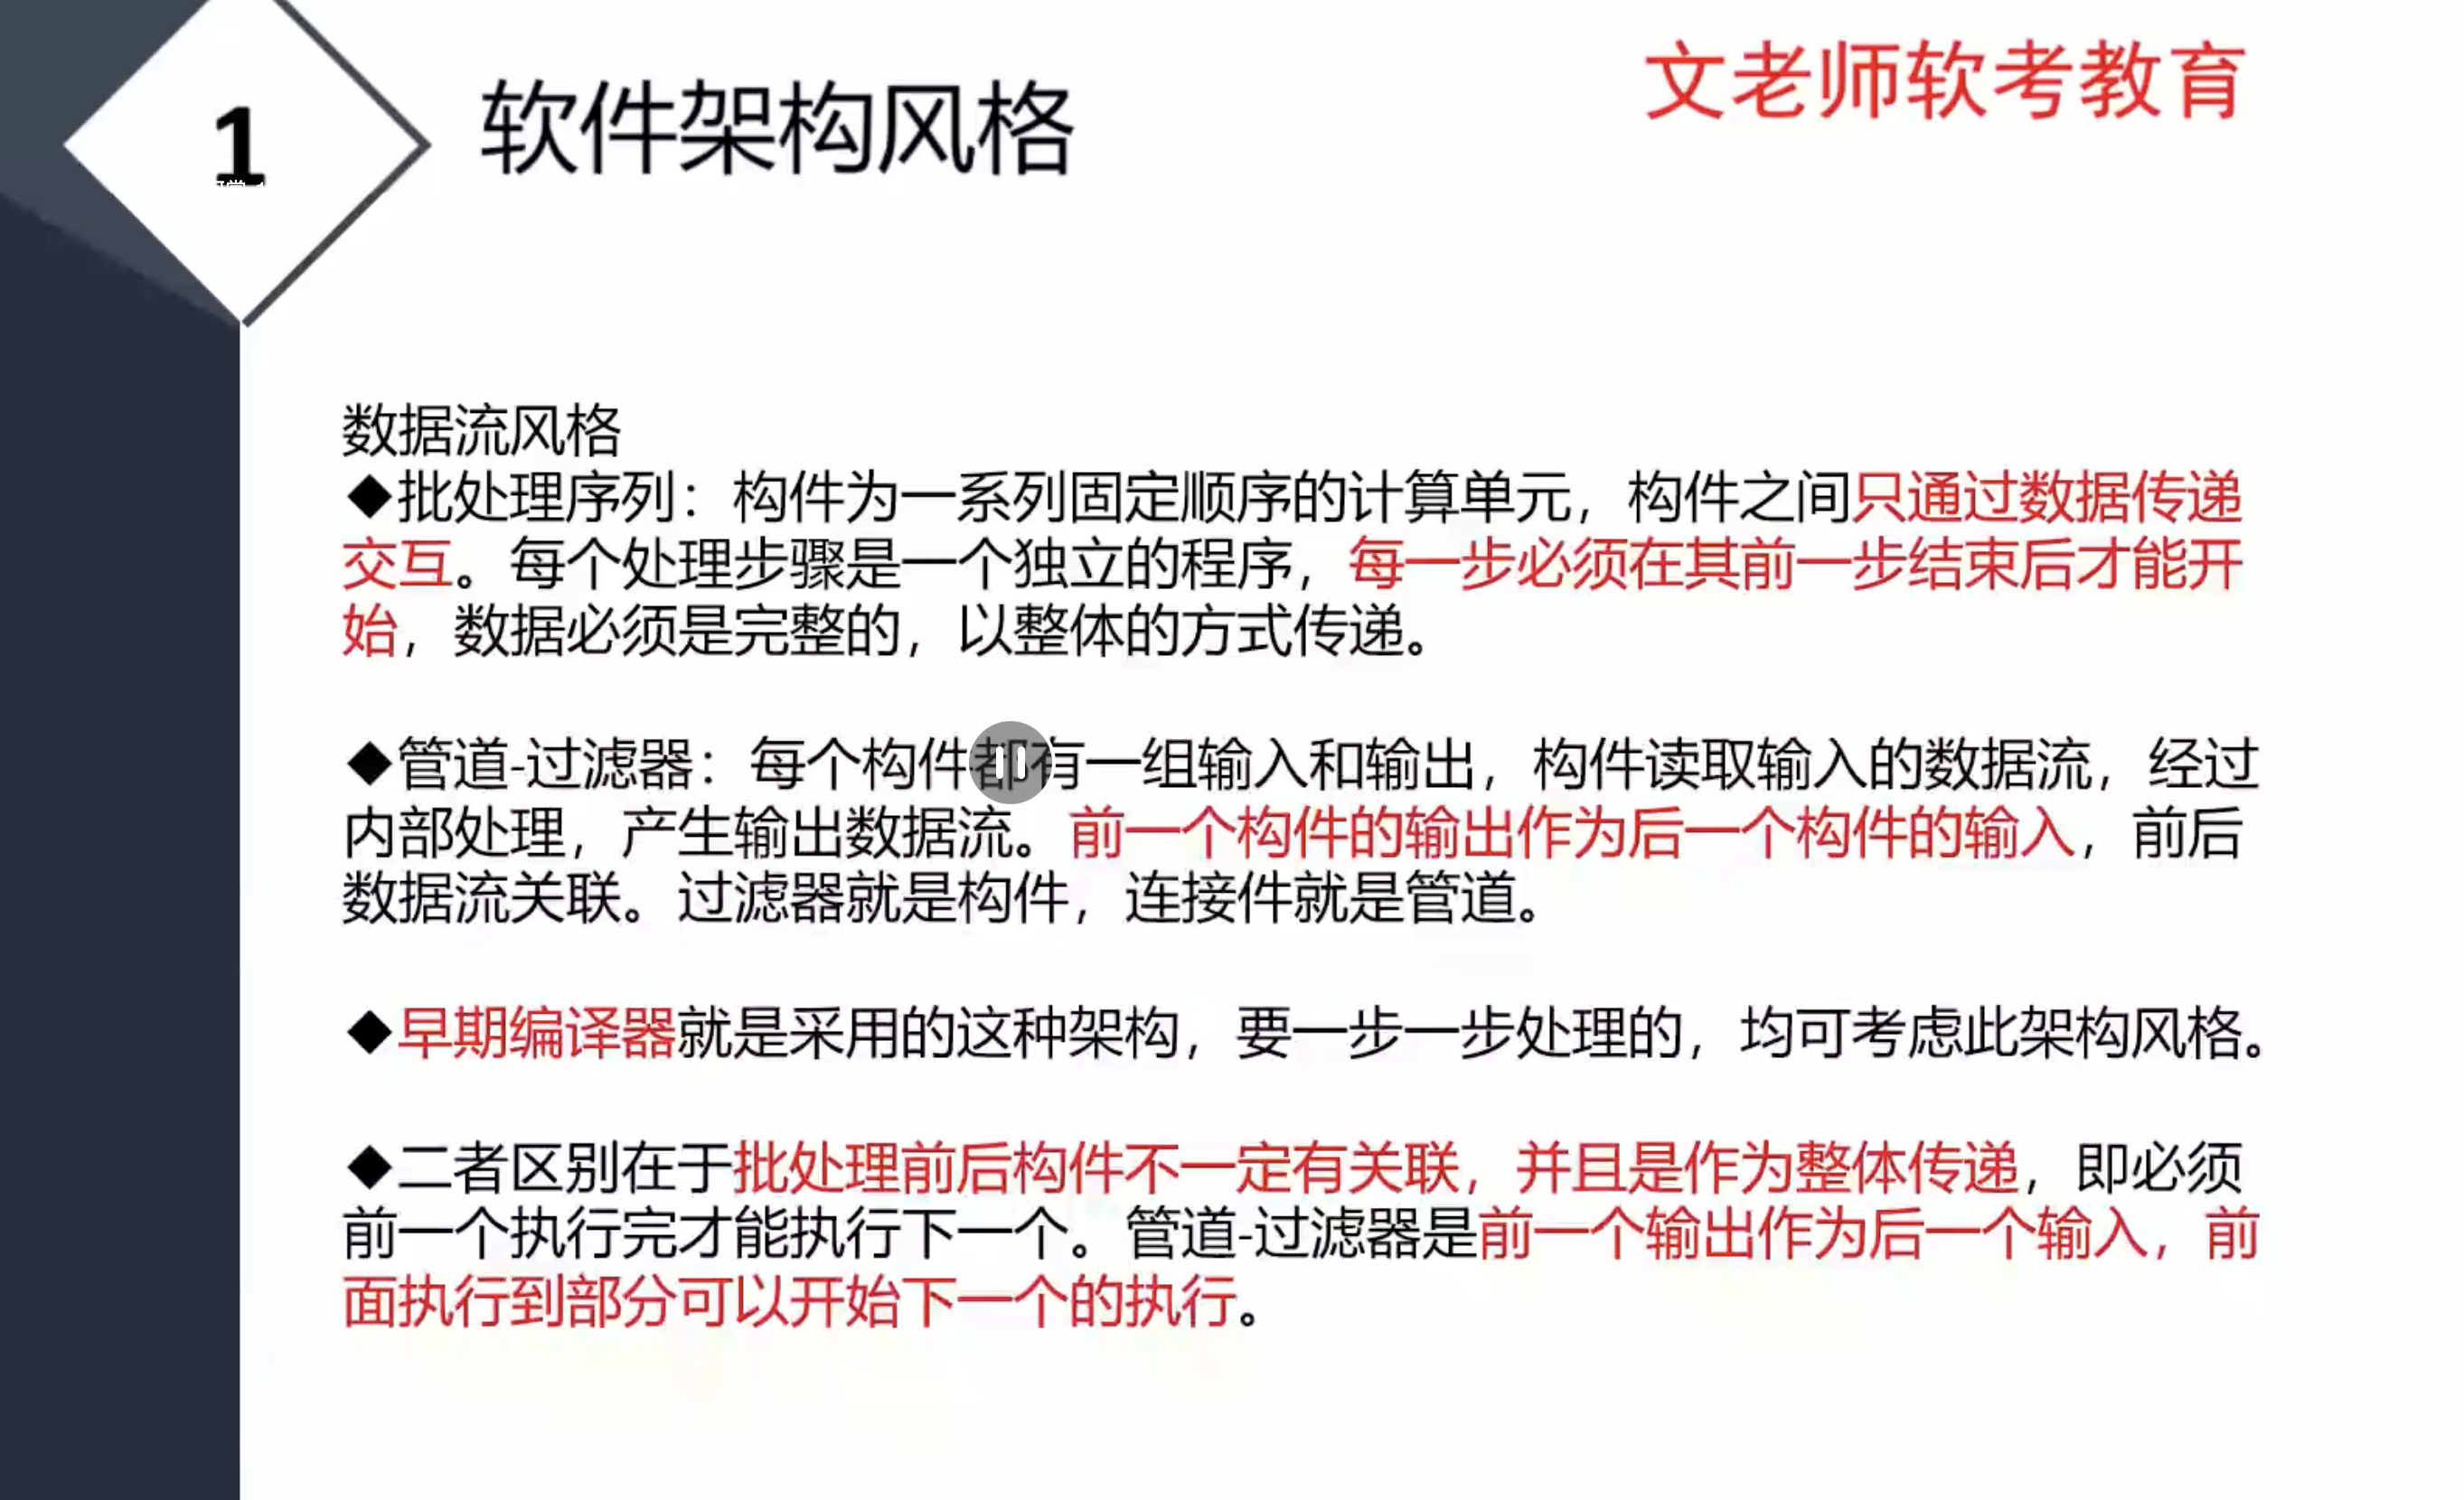 文老师软考教育
1
软件架构风格
数据流风格
◆批处理序列：构件为一系列固定顺序的计算单元，构件之间只通过数据传递
交互。每个处理步骤是一个独立的程序，每一步必须在其前一步结束后才能开
始，数据必须是完整的，以整体的方式传递。
◆管道-过滤器：每个构件都有一组输入和输出，构件读取输入的数据流，经过
内部处理，产生输出数据流。前一个构件的输出作为后一个构件的输入，前后
数据流关联。过滤器就是构件，连接件就是管道。
◆早期编译器就是采用的这种架构，要一步一步处理的，均可考虑此架构风格。
◆二者区别在于批处理前后构件不一定有关联，并且是作为整体传递，即必须
前一个执行完才能执行下一个。管道-过滤器是前一个输出作为后一个输入，前
面执行到部分可以开始下一个的执行。